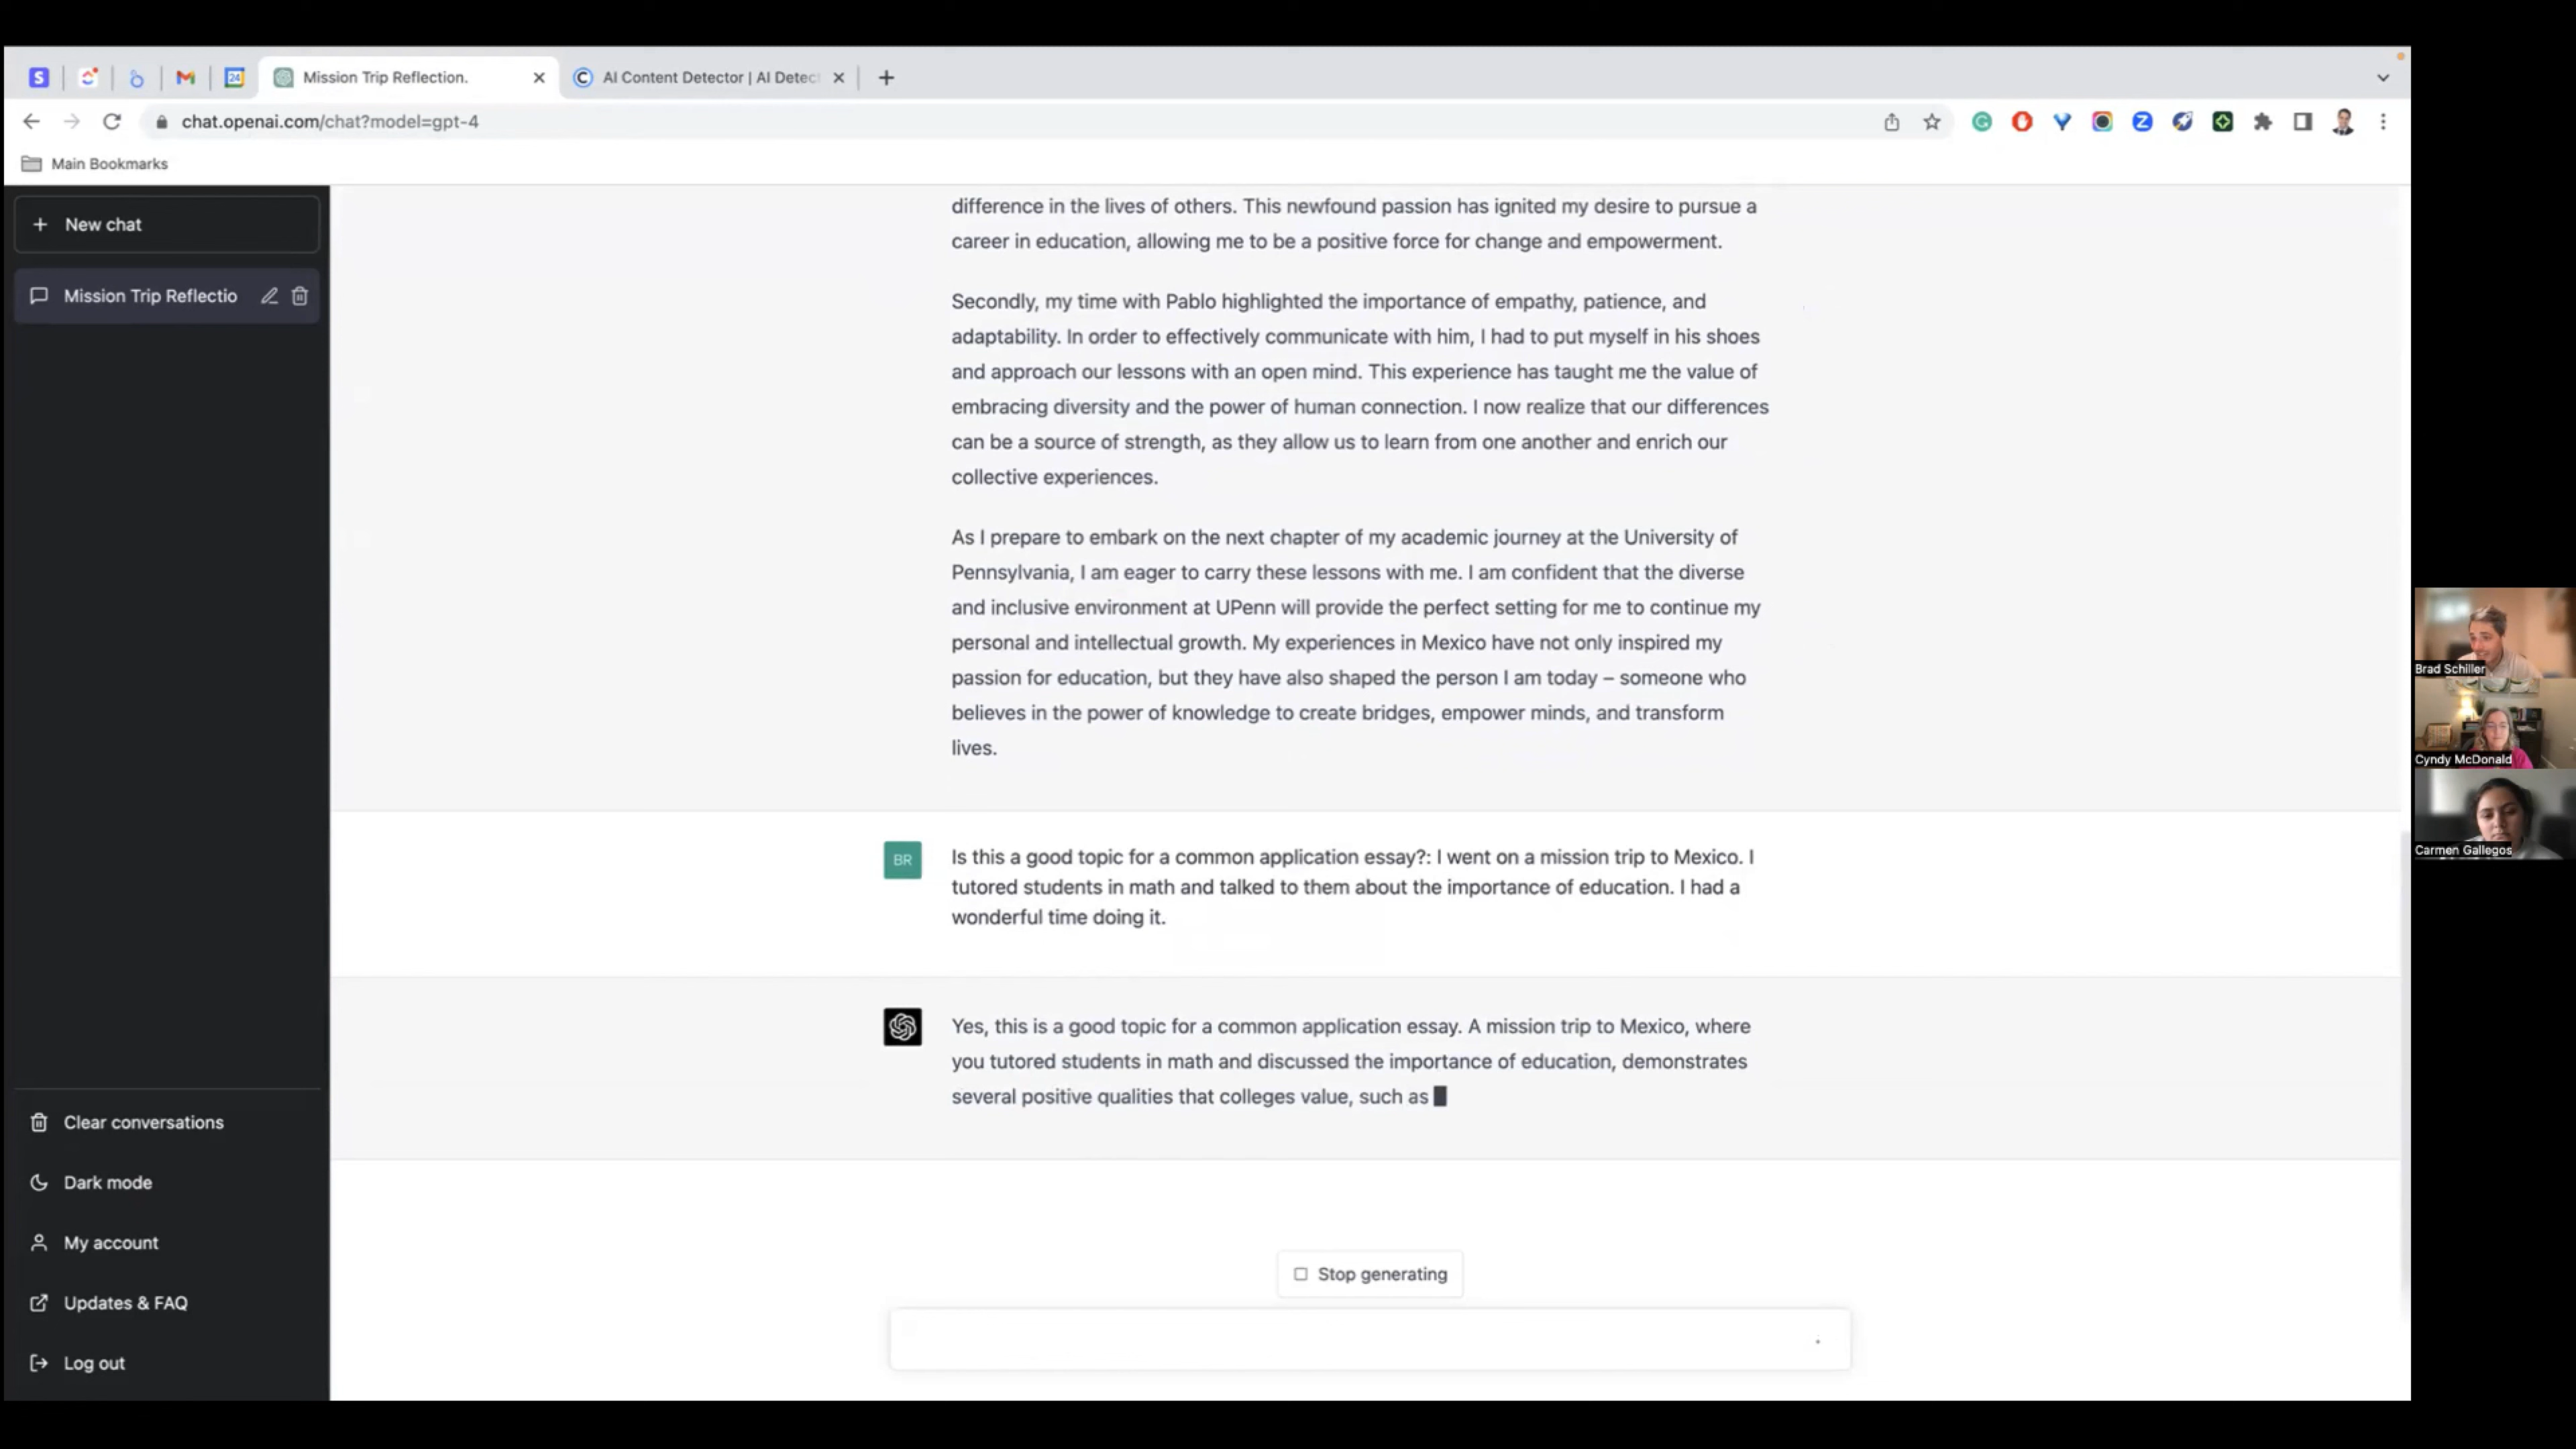 24
Mission Trip Reflection.
AI Content Detector | AI Detec
chat.openai.com/chat?model=gpt-4
Main Bookmarks
New chat
Mission Trip Reflectio
Clear conversations
Dark mode
My account
Updates & FAQ
Log out
difference in the lives of others. This newfound passion has ignited my desire to pursue a
career in education, allowing me to be a positive force for change and empowerment.
Secondly, my time with Pablo highlighted the importance of empathy, patience, and
adaptability. In order to effectively communicate with him, I had to put myself in his shoes
and approach our lessons with an open mind. This experience has taught me the value of
embracing diversity and the power of human connection. I now realize that our differences
can be a source of strength, as they allow us to learn from one another and enrich our
collective experiences.
As I prepare to embark on the next chapter of my academic journey at the University of
Pennsylvania, I am eager to carry these lessons with me. I am confident that the diverse
and inclusive environment at UPenn will provide the perfect setting for me to continue my
personal and intellectual growth. My experiences in Mexico have not only inspired my
passion for education, but they have also shaped the person I am today – someone who
believes in the power of knowledge to create bridges, empower minds, and transform
lives.
BR
Is this a good topic for a common application essay?: I went on a mission trip to Mexico. I
tutored students in math and talked to them about the importance of education. I had a
wonderful time doing it.
Yes, this is a good topic for a common application essay. A mission trip to Mexico, where
you tutored students in math and discussed the importance of education, demonstrates
several positive qualities that colleges value, such as
Stop generating
Brad Schiller
Cyndy McDonald
Carmen Gallegos